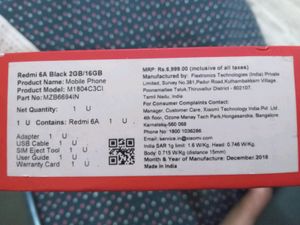 Redmi 6A Black 2GB/16GB
Product Name: Mobile Phone
Product Model: M1804C3CI
Part No: MZB6694IN
Net Quantity: 1 U
1 U Contains: Redmi 6A 1 U
Adapter 1 U
USB Cable 1 U
SIM Eject Tool 1 U
User Guide 1 U
Warranty Card 1 U
MRP: Rs.6,999.00 (inclusive of all taxes)
Manufactured by: Flextronics Technologies (India) Private
Limited, Survey No.381, Padur Road, Kuthambakkam Village
Poonamallee Taluk, Thiruvallur District - 602107.
Tamil Nadu, India
For Consumer Complaints Contact:
Manager, Customer Care, Xiaomi Technology India Pvt. Ltd
4th floor, Ozone Manay Tech Park, Hongasandra, Bangalore
Karnataka-560 068
Phone No: 1800 1036286
Email: service.in@xiaomi.com
India SAR 1g limit 1.6 W/Kg, Head: 0.746 W/Kg,
Body: 0.715 W/Kg (distance 15mm)
Month & Year of Manufacture: December, 2018
Made in India